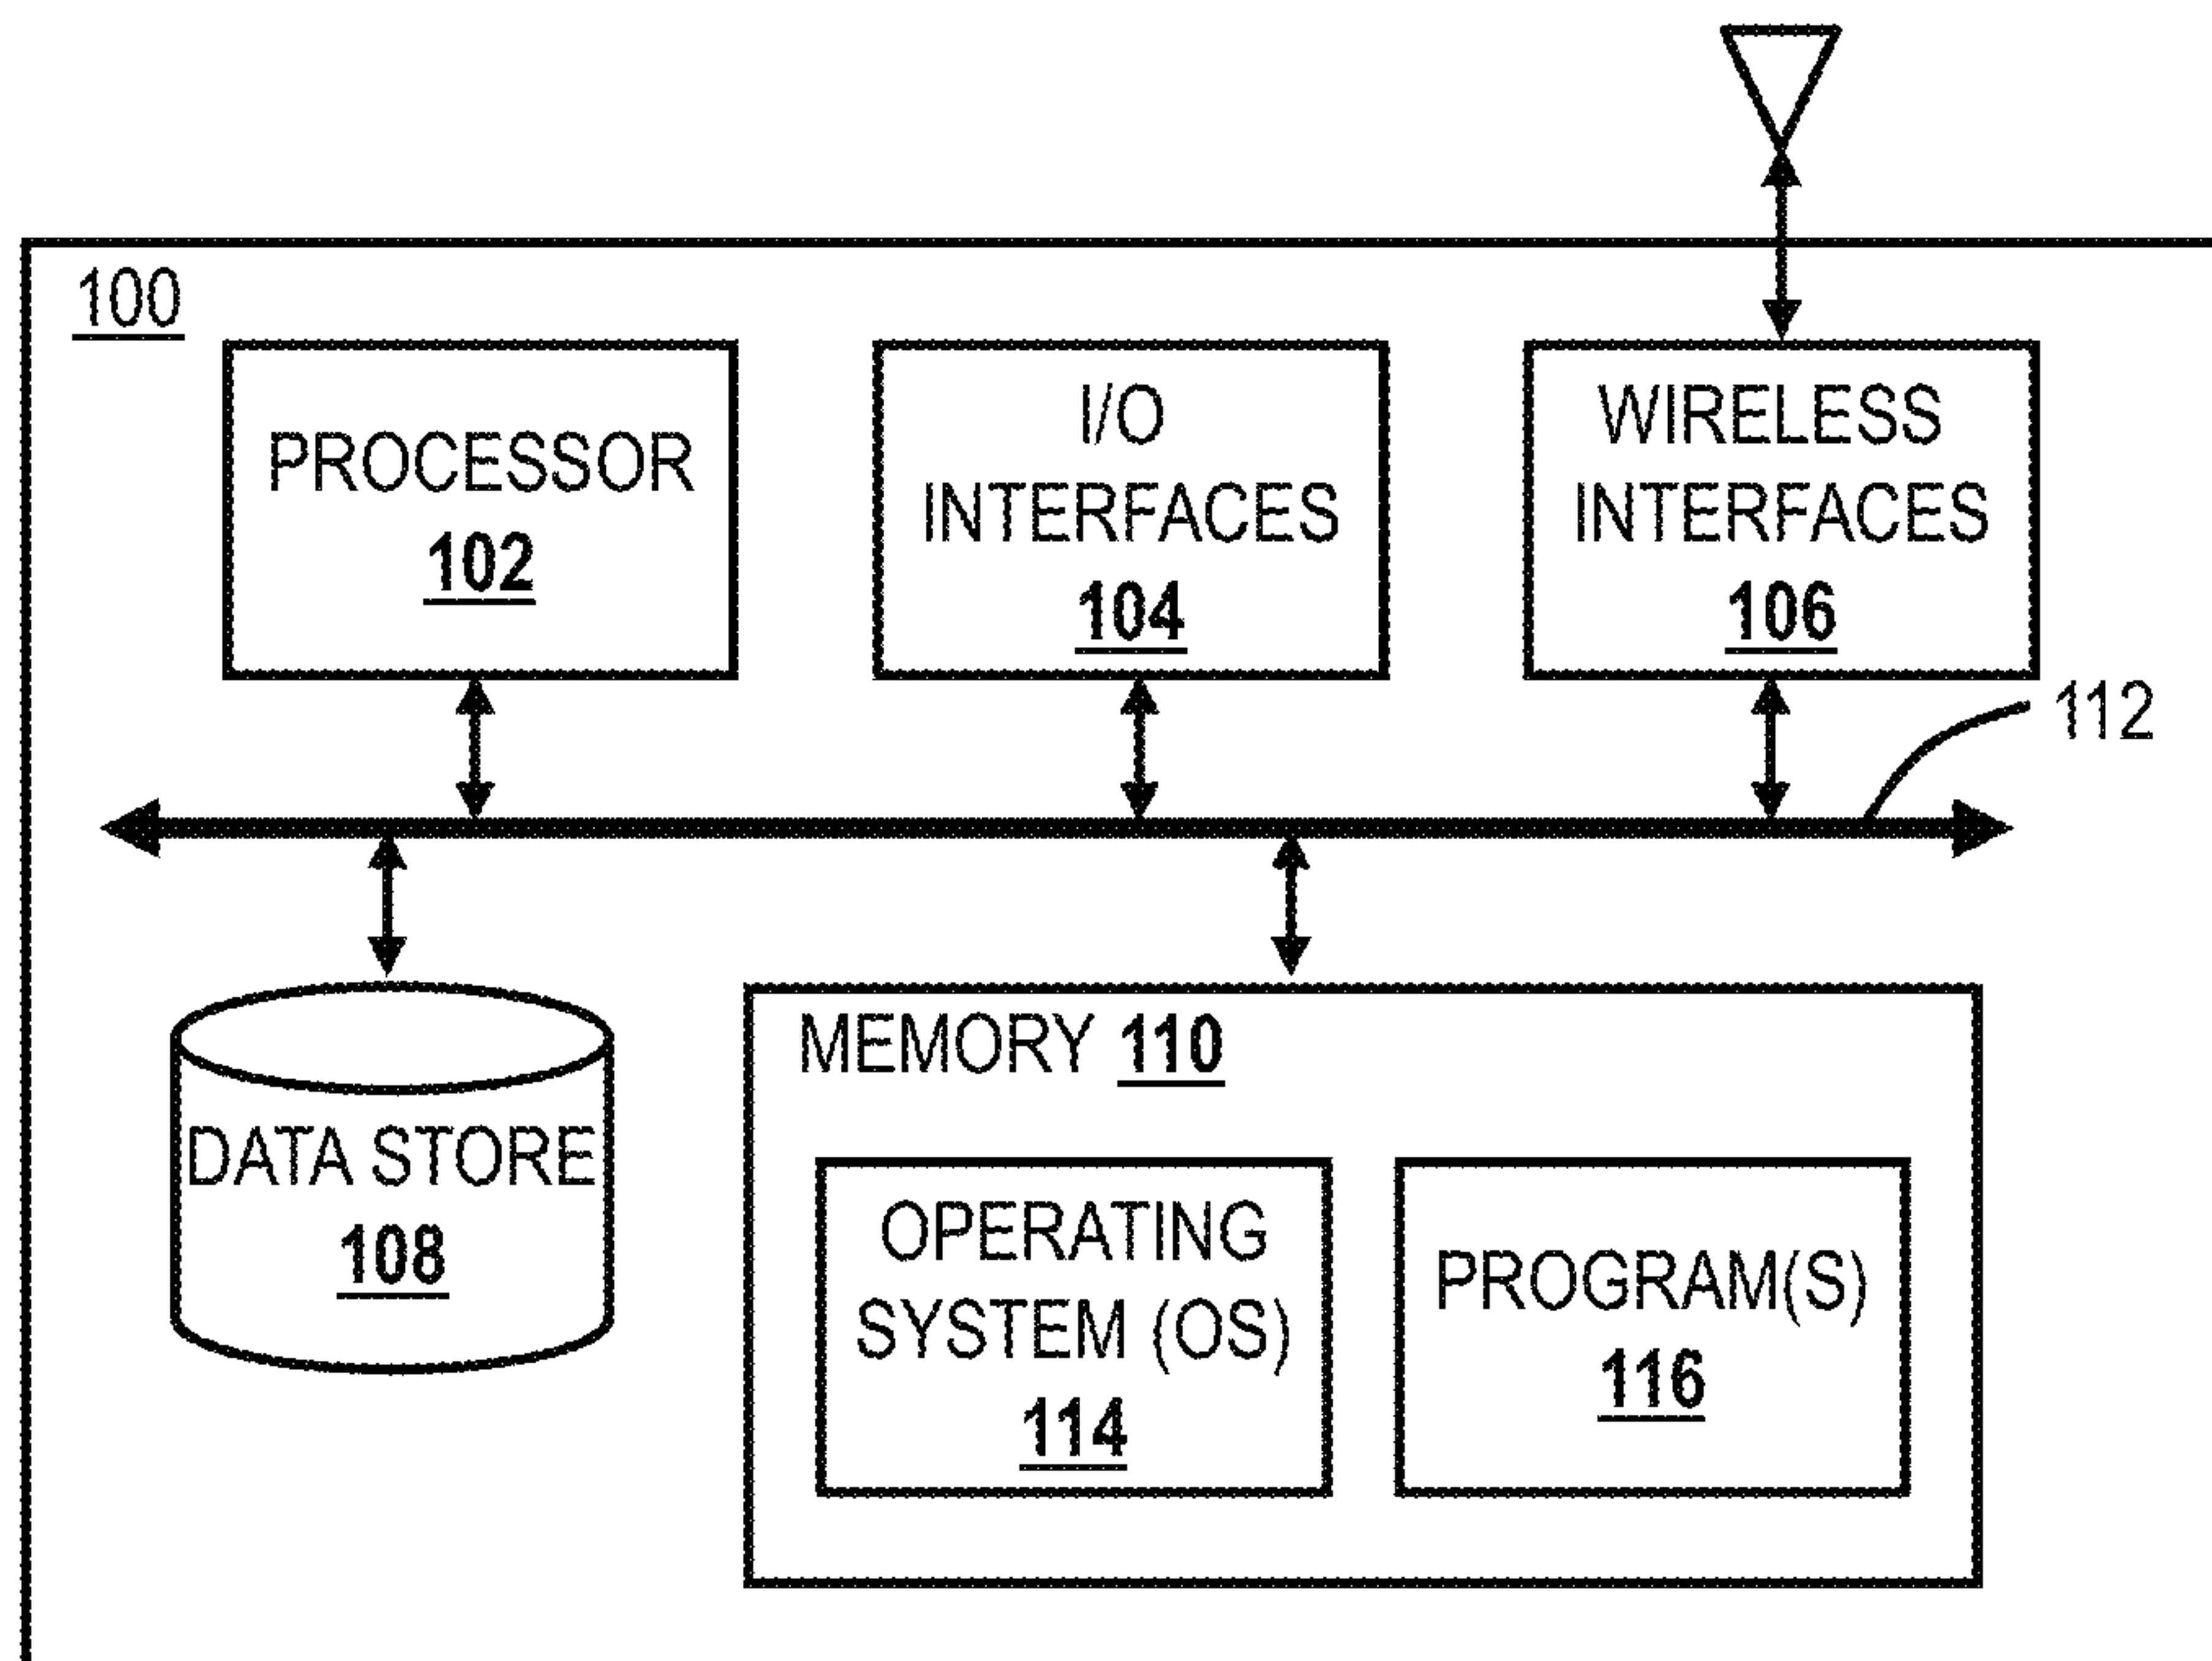 100
PROCESSOR
102
I/O
INTERFACES
104
WIRELESS
INTERFACES
106
112
DATA STORE
108
MEMORY 110
OPERATING
SYSTEM (OS)
114
PROGRAM(S)
116